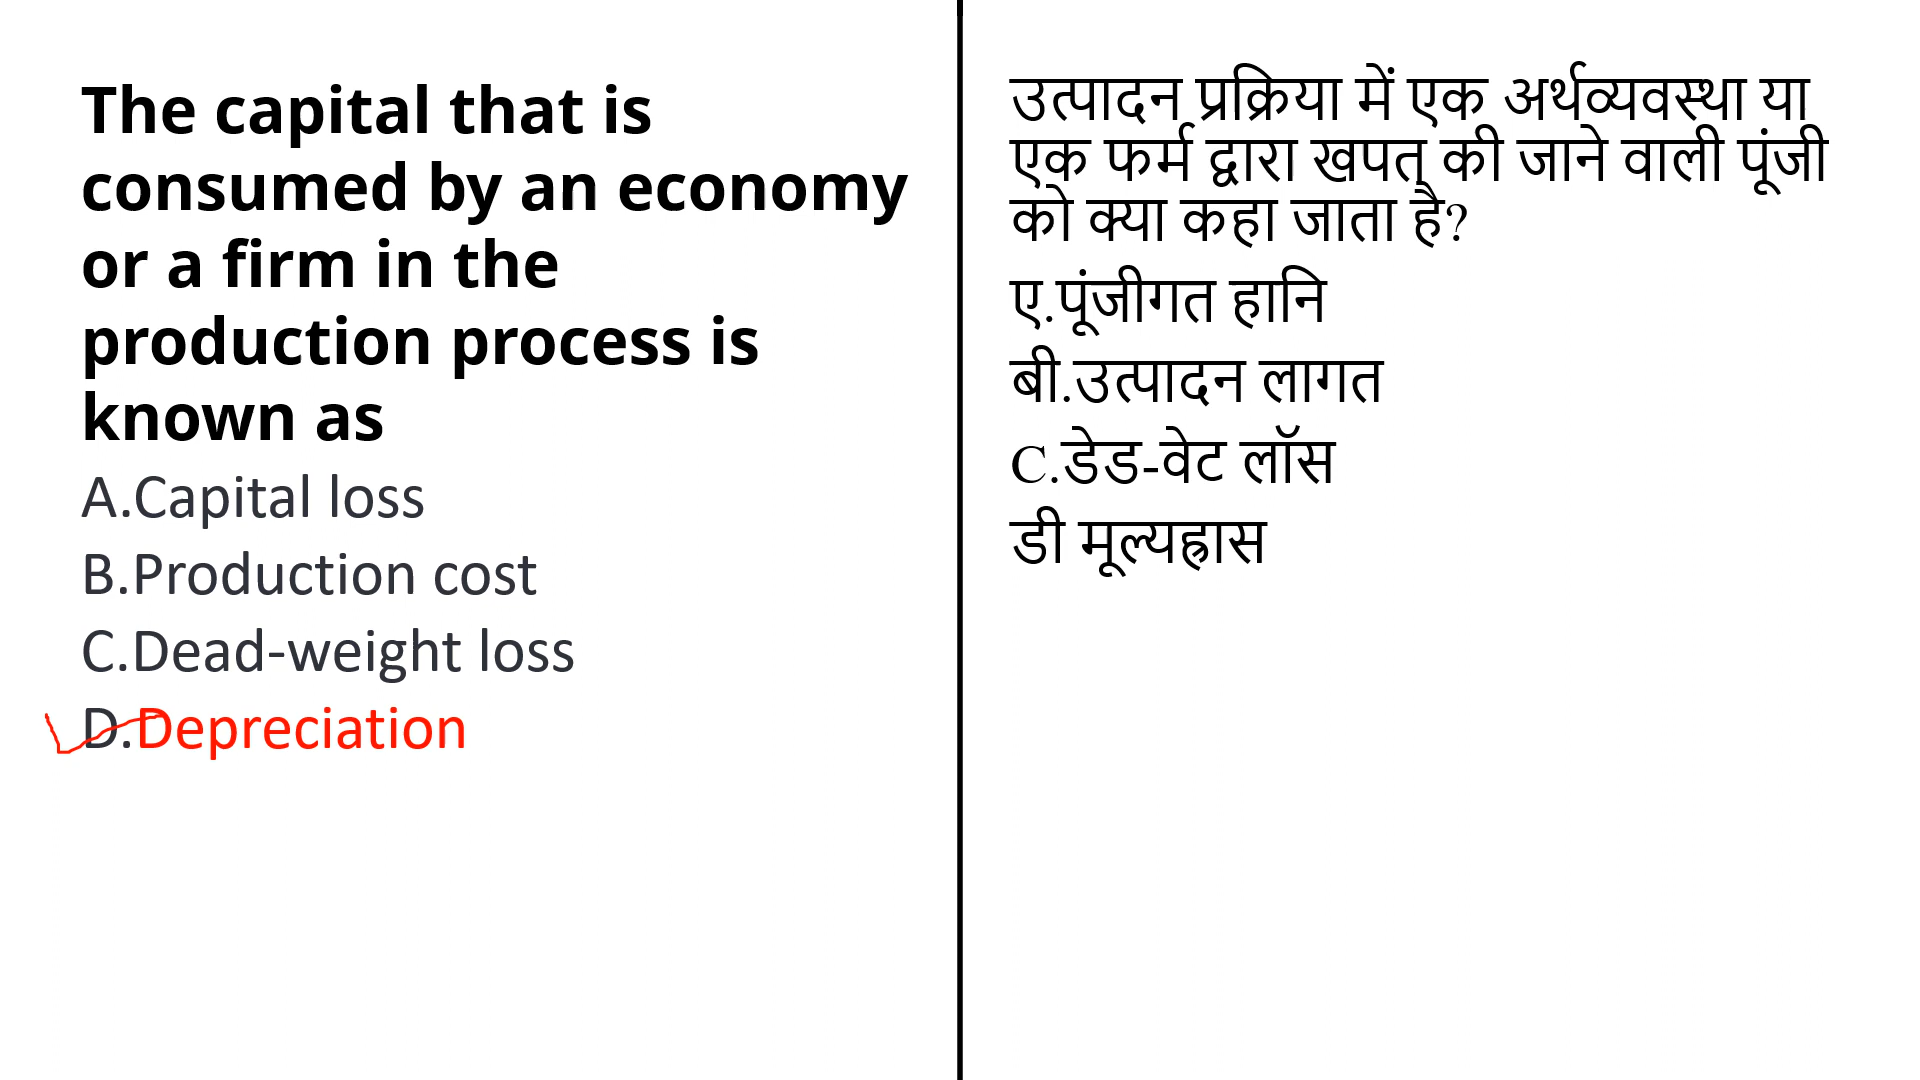 The capital that is
consumed by an economy
or a firm in the
production process is
known as
A.Capital loss
B.Production cost
C.Dead-weight loss
D.Depreciation
उत्पादन प्रक्रिया में एक अर्थव्यवस्था या
एक फर्म द्वारा खपत की जाने वाली पूंजी
को क्या कहा जाता है?
ए.पूंजीगत हानि
बी.उत्पादन लागत
C.डेड-वेट लॉस
डी मूल्यह्रास